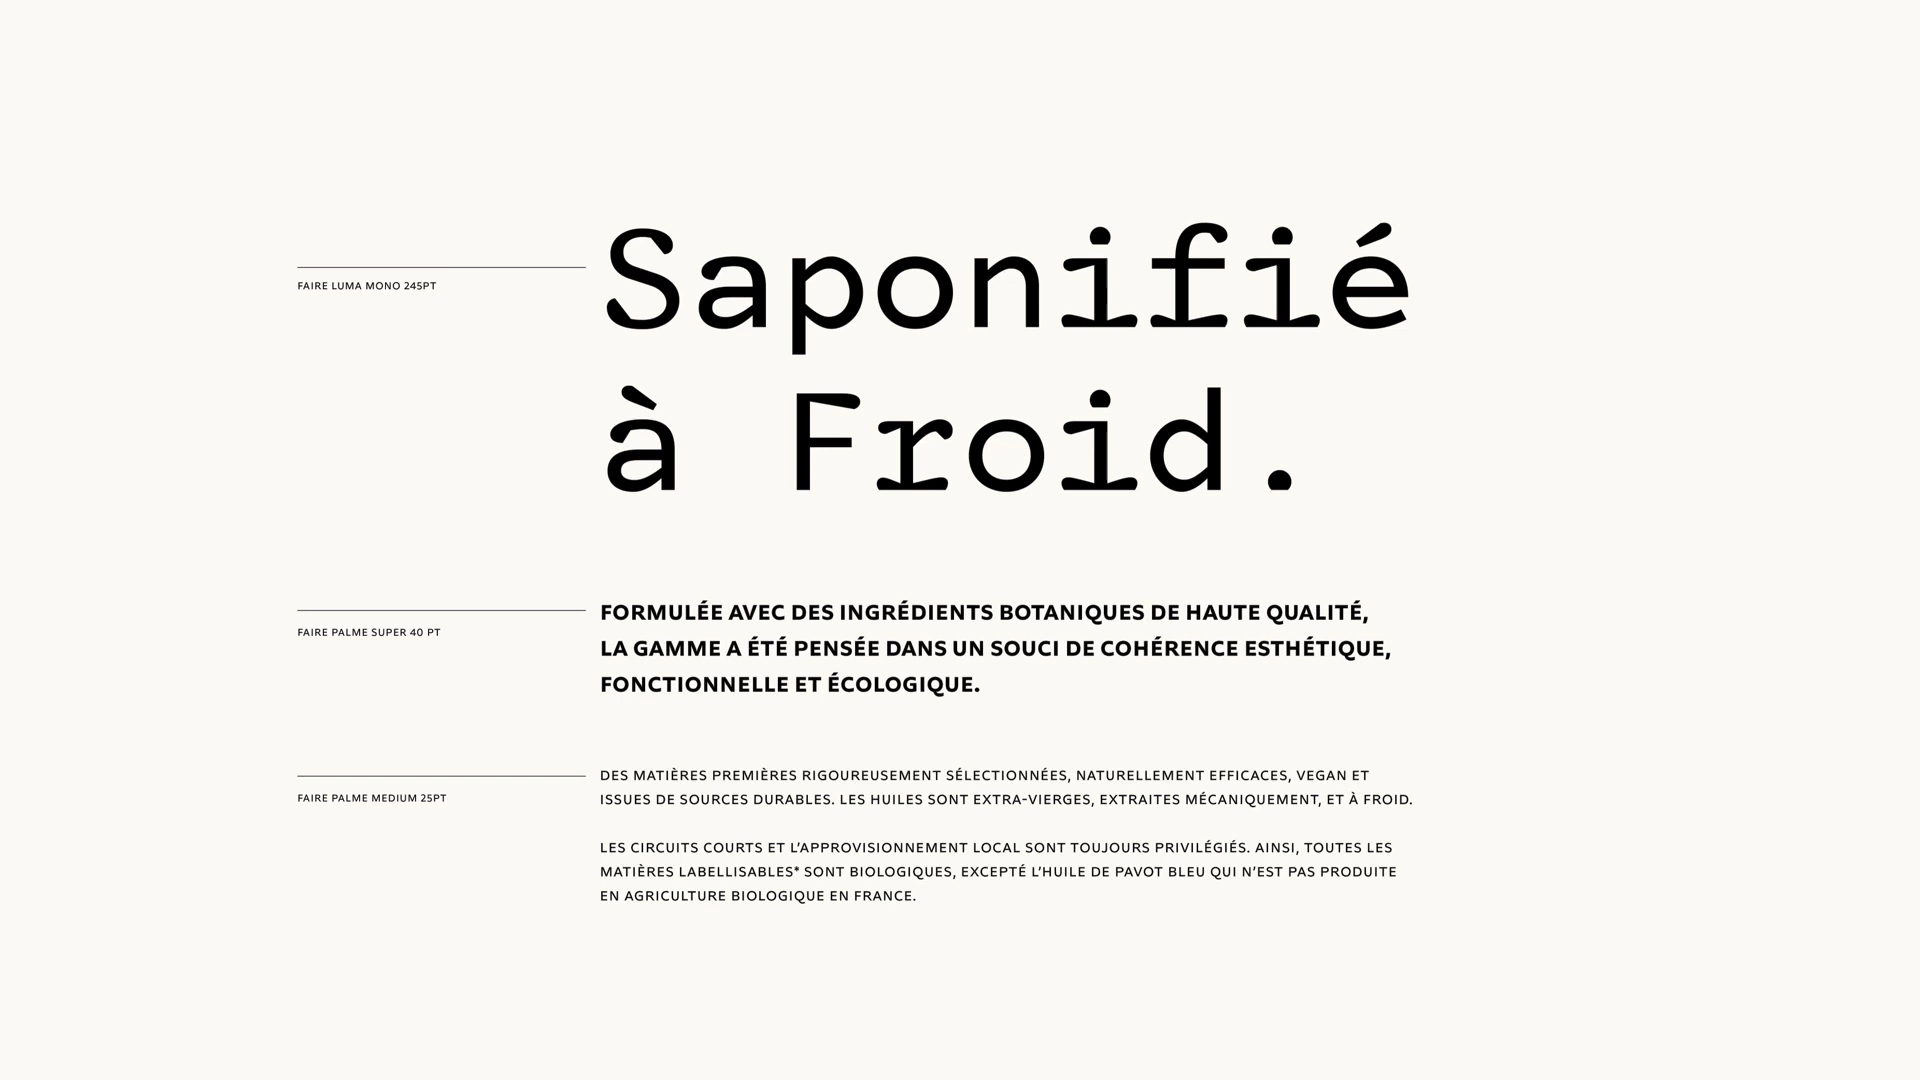 Saponifié
FAIRE LUMA MONO 245PT
à Froid.
FORMULÉE AVEC DES INGRÉDIENTS BOTANIQUES DE HAUTE QUALITÉ,
FAIRE PALME SUPER 40 PT
LA GAMME A ÉTÉ PENSÉE DANS UN SOUCI DE COHÉRENCE ESTHÉTIQUE,
FONCTIONNELLE ET ÉCOLOGIQUE.
DES MATIÈRES PREMIÈRES RIGOUREUSEMENT SÉLECTIONNÉES, NATURELLEMENT EFFICACES, VEGAN ET
FAIRE PALME MEDIUM 25PT
ISSUES DE SOURCES DURABLES. LES HUILES SONT EXTRA-VIERGES, EXTRAITES MÉCANIQUEMENT, ET À FROID.
LES CIRCUITS COURTS ET L’APPROVISIONNEMENT LOCAL SONT TOUJOURS PRIVILÉGIÉS. AINSI, TOUTES LES
MATIÈRES LABELLISABLES* SONT BIOLOGIQUES, EXCEPTÉ L’HUILE DE PAVOT BLEU QUI N’EST PAS PRODUITE
EN AGRICULTURE BIOLOGIQUE EN FRANCE.